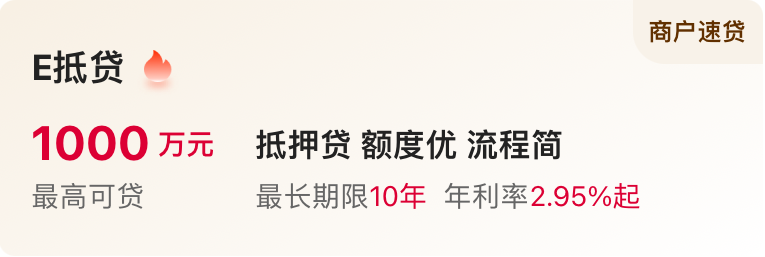 商户速贷
E抵贷
1000 万元
最高可贷
抵押贷 额度优 流程简
最长期限10年 年利率2.95%起